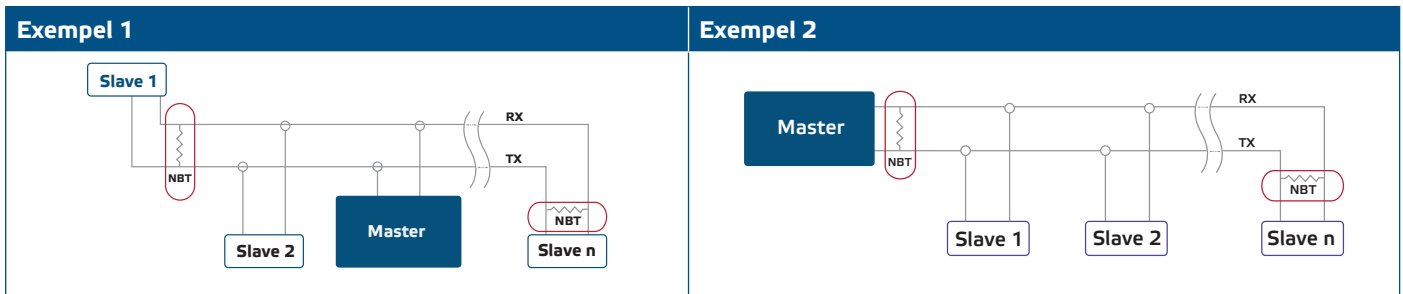 Exempel 1
Slave 1
RX
TX
NBT
NBT
Master
Slave 2
Slave n
Exempel 2
RX
Master
TX
NBT
NBT
Slave 1
Slave 2
Slave n